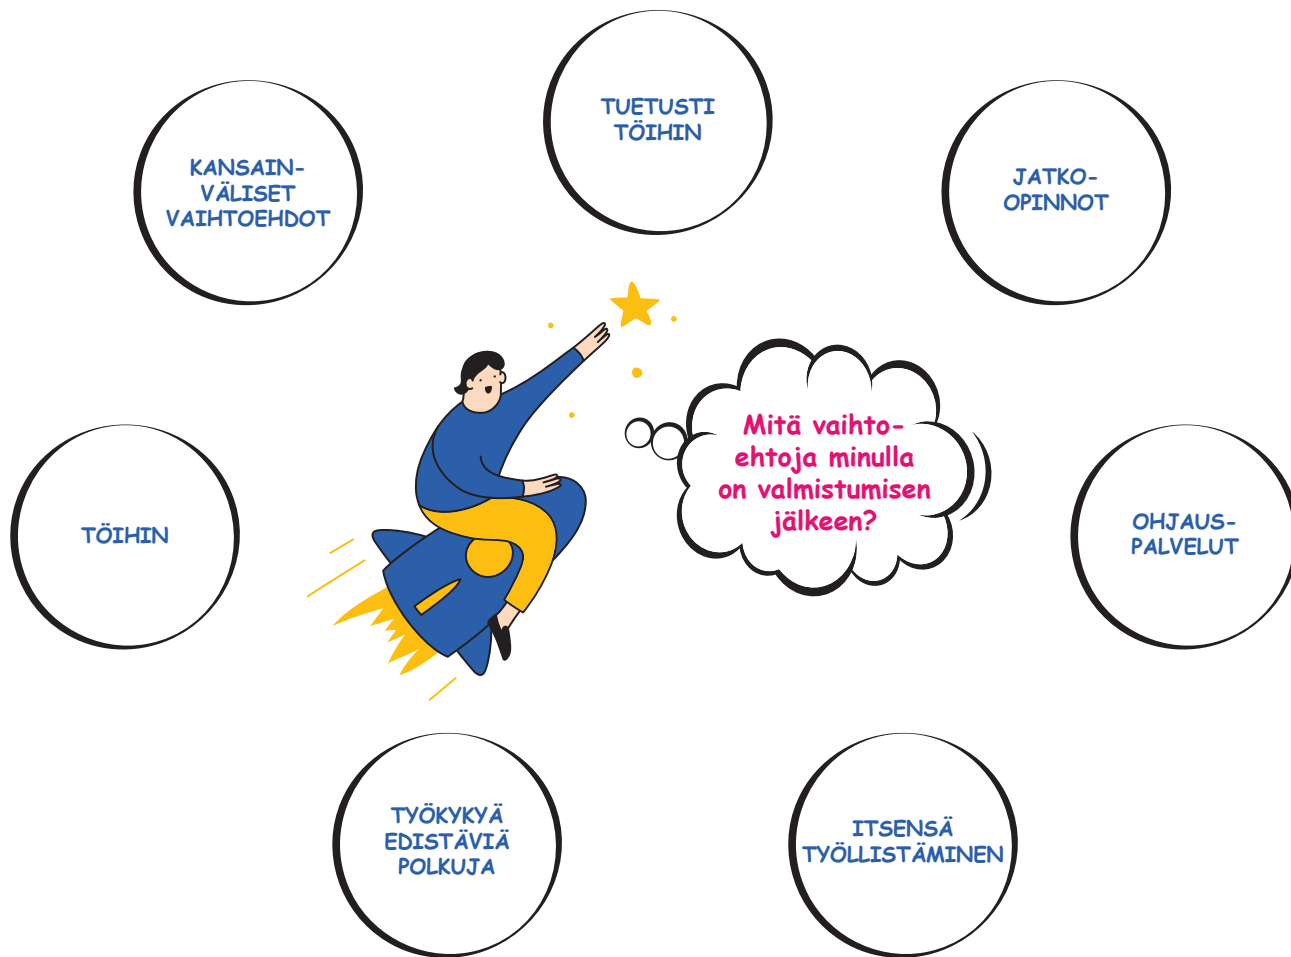 TUETUSTI
TÖIHIN
KANSAIN-
VÄLISET
VAIHTOEHDOT
JATKO-
OPINNOT
Mitä vaihto-
ehtoja minulla
on valmistumisen
jälkeen?
TÖIHIN
OHJAUS-
PALVELUT
TYÖKYKYÄ
EDISTÄVIÄ
POLKUJA
ITSENSÄ
TYÖLLISTÄMINEN